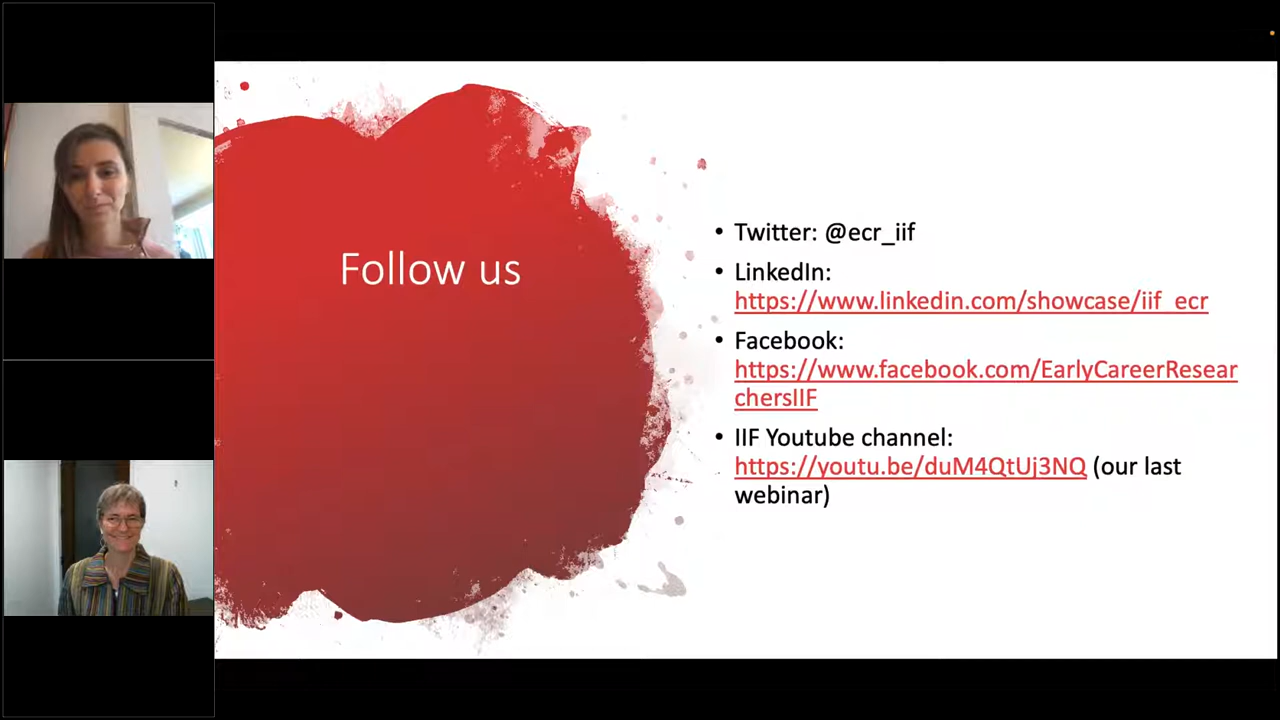 Follow us
• Twitter: @ecr_iif
• LinkedIn:
https://www.linkedin.com/showcase/iif_ecr
• Facebook:
https://www.facebook.com/EarlyCareerResear
chersIIF
• IIF Youtube channel:
https://youtu.be/duM4QtUj3NQ (our last
webinar)